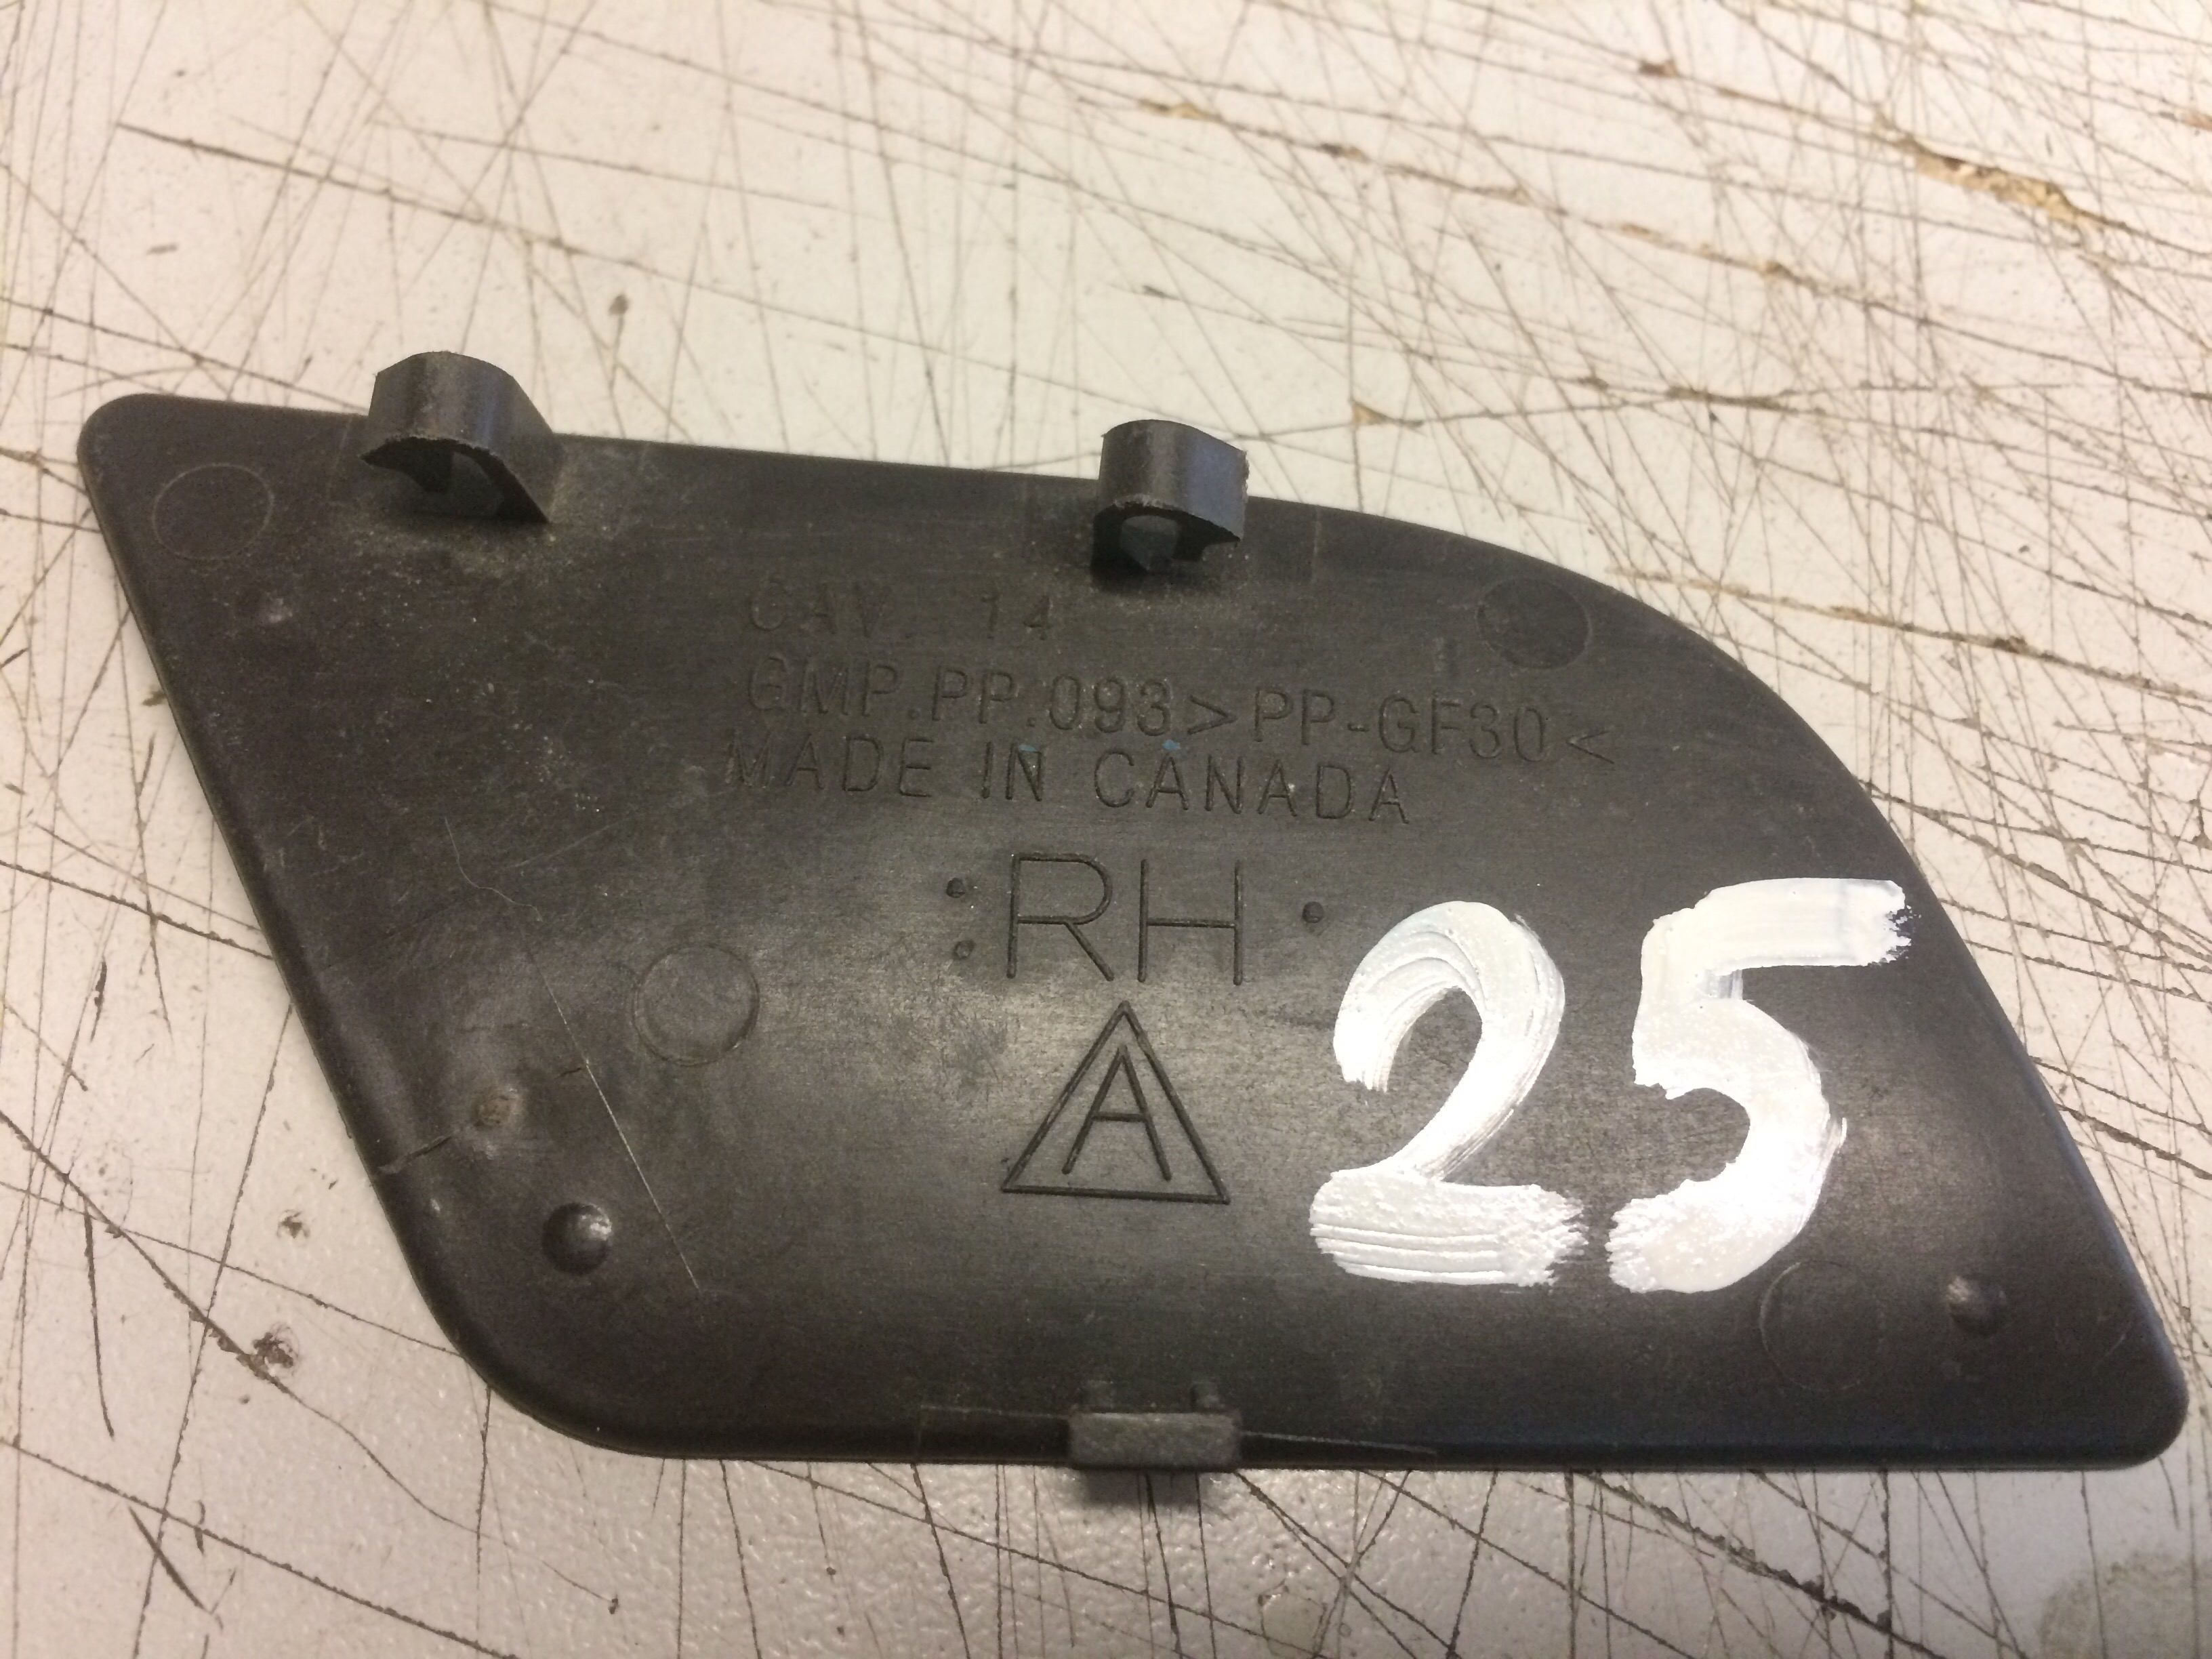 CAV. 14
GMP.PP.093>PP-GF30<
MADE IN CANADA
RH
A
25